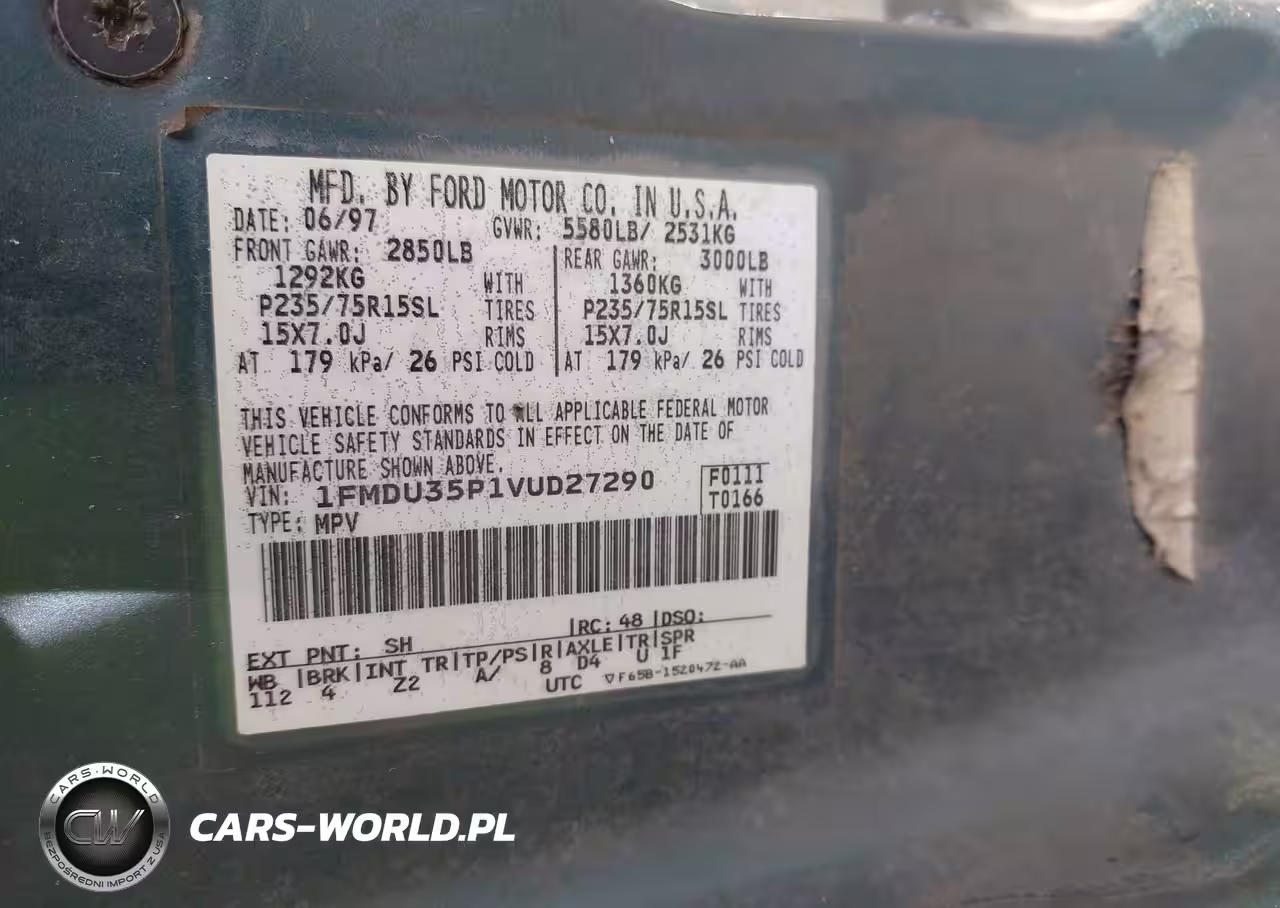 MFD. BY FORD MOTOR CO. IN U.S.A.
DATE: 06/97 GVWR: 5580LB/ 2531KG
FRONT GAWR: 2850LB REAR GAWR: 3000LB
1292KG WITH 1360KG WITH
P235/75R15SL TIRES P235/75R15SL TIRES
15X7.0J RIMS 15X7.0J RIMS
AT 179 kPa/ 26 PSI COLD AT 179 kPa/ 26 PSI COLD
THIS VEHICLE CONFORMS TO ALL APPLICABLE FEDERAL MOTOR
VEHICLE SAFETY STANDARDS IN EFFECT ON THE DATE OF
MANUFACTURE SHOWN ABOVE.
VIN: 1FMDU35P1VUD27290 F0111
TYPE: MPV T0166
EXT PNT: SH |RC: 48 |DSO:
WB |BRK|INT TR|TP/PS|R|AXLE|TR|SPR
112 4 Z2 A/ 8 D4 U 1F
UTC ▽F65B-1520472-AA
CARS-WORLD
CW
BEZPOŚREDNI IMPORT Z USA
CARS-WORLD.PL